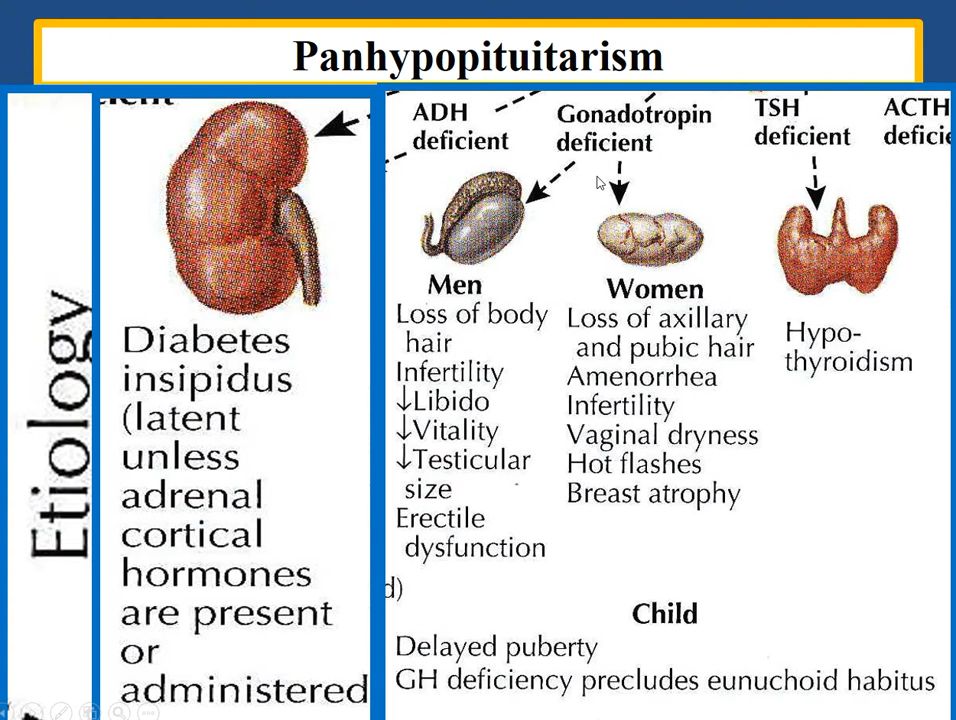 Panhypopituitarism
Etiology
Diabetes
insipidus
(latent
unless
adrenal
cortical
hormones
are present
or
administered
ADH
deficient
Gonadotropin
deficient
TSH
deficient
ACTH
Men
Loss of body
hair
Infertility
↓Libido
↓Vitality
↓Testicular
size
Erectile
dysfunction
Women
Loss of axillary
and pubic hair
Amenorrhea
Infertility
Vaginal dryness
Hot flashes
Breast atrophy
Hypo-
thyroidism
d)
Child
Delayed puberty
GH deficiency precludes eunuchoid habitus